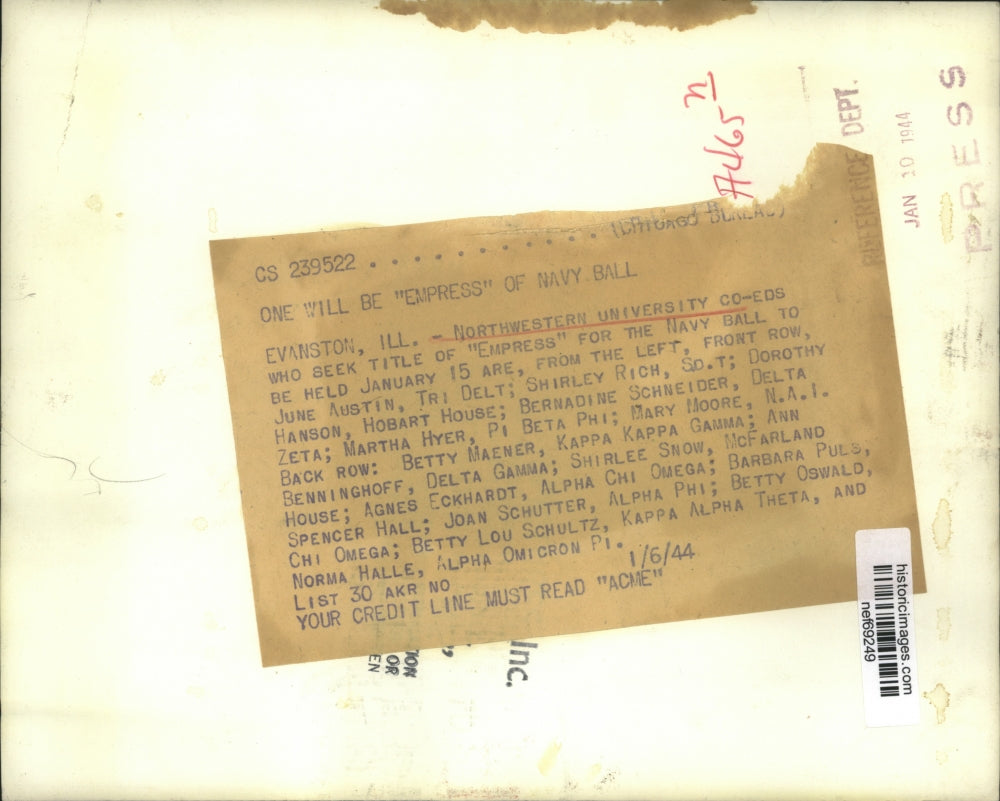 A465 n
REFERENCE DEPT.
JAN 10 1944
PRESS
CS 239522 . . . . . . . . . . . . (CHICAGO BUREAU)
ONE WILL BE "EMPRESS" OF NAVY BALL
EVANSTON, ILL. - NORTHWESTERN UNIVERSITY CO-EDS
WHO SEEK TITLE OF "EMPRESS" FOR THE NAVY BALL TO
BE HELD JANUARY 15 ARE, FROM THE LEFT, FRONT ROW,
JUNE AUSTIN, TRI DELT; SHIRLEY RICH, SD.T; DOROTHY
HANSON, HOBART HOUSE; BERNADINE SCHNEIDER, DELTA
ZETA; MARTHA HYER, PI BETA PHI; MARY MOORE, N.A.I.
BACK ROW: BETTY MAENER, KAPPA KAPPA GAMMA; ANN
BENNINGHOFF, DELTA GAMMA; SHIRLEE SNOW, MCFARLAND
HOUSE; AGNES ECKHARDT, ALPHA CHI OMEGA; BARBARA PULS,
SPENCER HALL; JOAN SCHUTTER, ALPHA PHI; BETTY OSWALD,
CHI OMEGA; BETTY LOU SCHULTZ, KAPPA ALPHA THETA, AND
NORMA HALLE, ALPHA OMICRON PI.
LIST 30 AKR NO 1/6/44
YOUR CREDIT LINE MUST READ "ACME"
Inc.
OR
EN
historicimages.com
nef69249